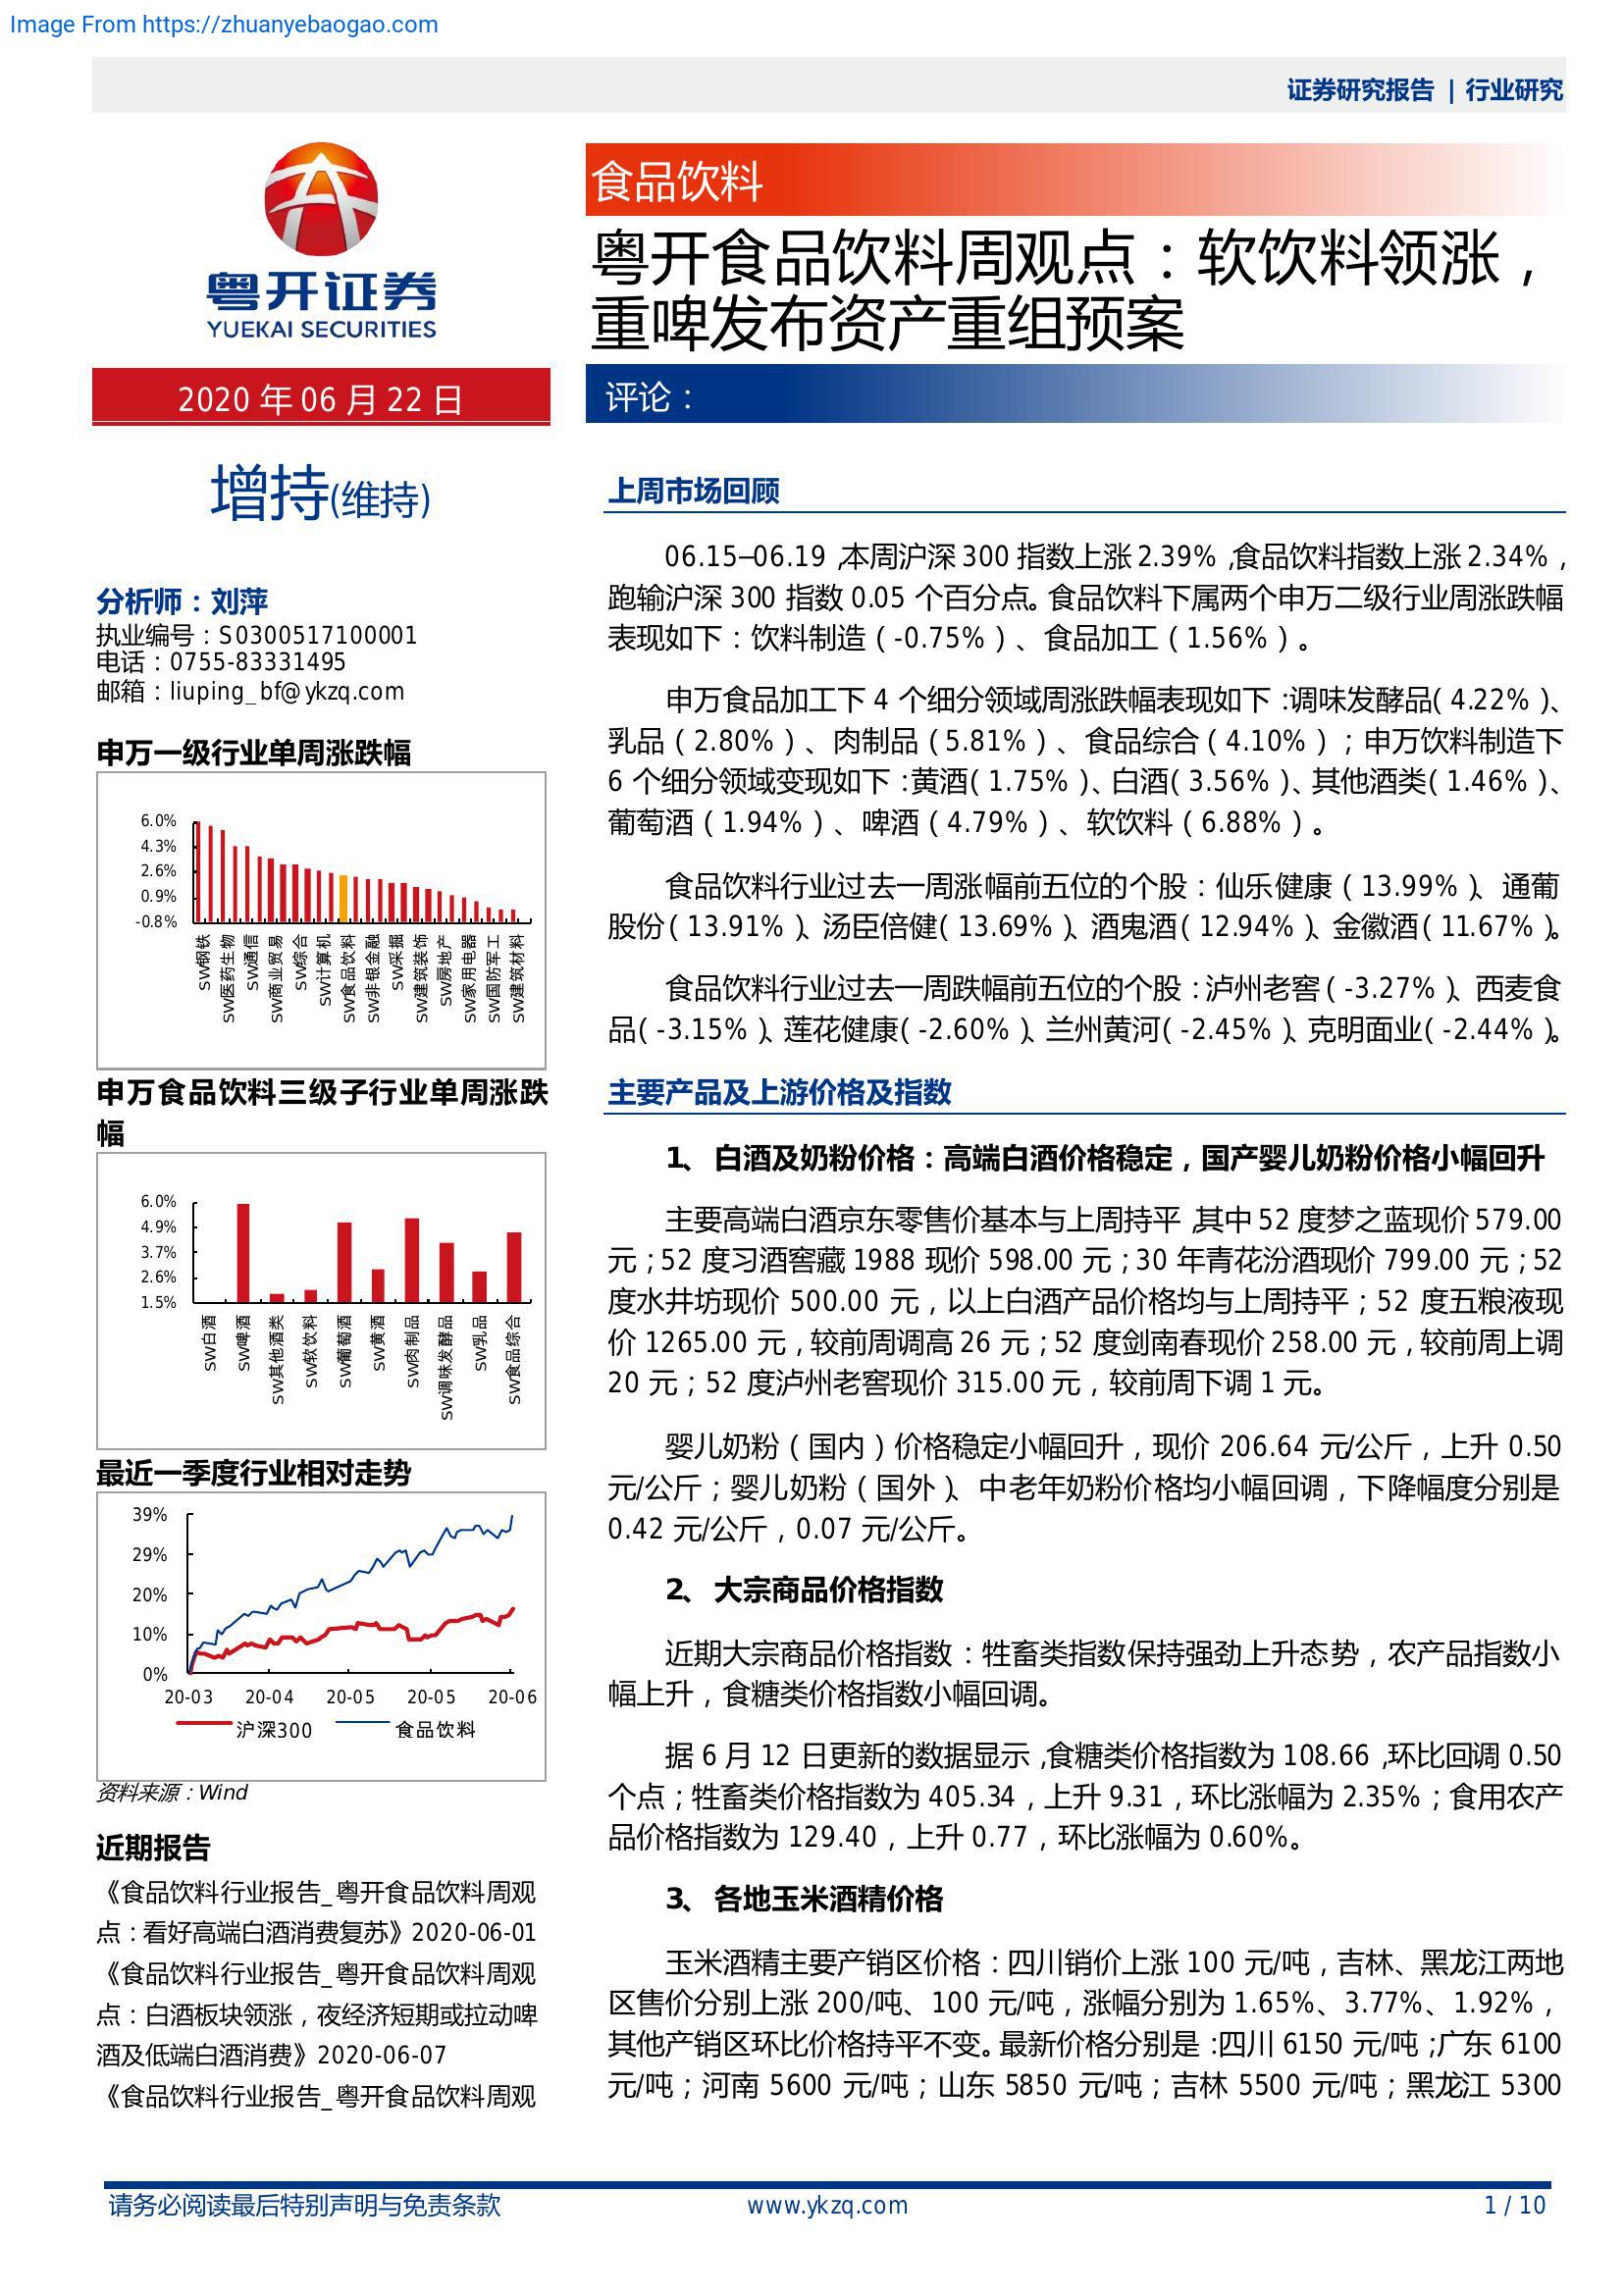 Image From https://zhuanyebaogao.com
证券研究报告 | 行业研究
粤开证券
YUEKAI SECURITIES
2020 年 06 月 22 日
增持(维持)
分析师：刘萍
执业编号：S0300517100001
电话：0755-83331495
邮箱：liuping_bf@ykzq.com
申万一级行业单周涨跌幅
6.0%
4.3%
2.6%
0.9%
-0.8%
SW钢铁
SW医药生物
SW通信
SW商业贸易
SW综合
SW计算机
SW食品饮料
SW非银金融
SW采掘
SW建筑装饰
SW房地产
SW家用电器
SW国防军工
SW建筑材料
申万食品饮料三级子行业单周涨跌
幅
6.0%
4.9%
3.7%
2.6%
1.5%
SW白酒
SW啤酒
SW其他酒类
SW软饮料
SW葡萄酒
SW黄酒
SW肉制品
SW调味发酵品
SW乳品
SW食品综合
最近一季度行业相对走势
39%
29%
20%
10%
0%
20-03 20-04 20-05 20-05 20-06
沪深300 食品饮料
资料来源：Wind
近期报告
《食品饮料行业报告_粤开食品饮料周观
点：看好高端白酒消费复苏》2020-06-01
《食品饮料行业报告_粤开食品饮料周观
点：白酒板块领涨，夜经济短期或拉动啤
酒及低端白酒消费》2020-06-07
《食品饮料行业报告_粤开食品饮料周观
食品饮料
粤开食品饮料周观点：软饮料领涨，
重啤发布资产重组预案
评论：
上周市场回顾
06.15—06.19，本周沪深 300 指数上涨 2.39%，食品饮料指数上涨 2.34%，
跑输沪深 300 指数 0.05 个百分点。食品饮料下属两个申万二级行业周涨跌幅
表现如下：饮料制造（-0.75%）、食品加工（1.56%）。
申万食品加工下 4 个细分领域周涨跌幅表现如下：调味发酵品（4.22%）、
乳品（2.80%）、肉制品（5.81%）、食品综合（4.10%）；申万饮料制造下
6 个细分领域变现如下：黄酒（1.75%）、白酒（3.56%）、其他酒类（1.46%）、
葡萄酒（1.94%）、啤酒（4.79%）、软饮料（6.88%）。
食品饮料行业过去一周涨幅前五位的个股：仙乐健康（13.99%）、通葡
股份（13.91%）、汤臣倍健（13.69%）、酒鬼酒（12.94%）、金徽酒（11.67%）。
食品饮料行业过去一周跌幅前五位的个股：泸州老窖（-3.27%）、西麦食
品（-3.15%）、莲花健康（-2.60%）、兰州黄河（-2.45%）、克明面业（-2.44%）。
主要产品及上游价格及指数
1、 白酒及奶粉价格：高端白酒价格稳定，国产婴儿奶粉价格小幅回升
主要高端白酒京东零售价基本与上周持平，其中 52 度梦之蓝现价 579.00
元；52 度习酒窖藏 1988 现价 598.00 元；30 年青花汾酒现价 799.00 元；52
度水井坊现价 500.00 元，以上白酒产品价格均与上周持平；52 度五粮液现
价 1265.00 元，较前周调高 26 元；52 度剑南春现价 258.00 元，较前周上调
20 元；52 度泸州老窖现价 315.00 元，较前周下调 1 元。
婴儿奶粉（国内）价格稳定小幅回升，现价 206.64 元/公斤，上升 0.50
元/公斤；婴儿奶粉（国外）、中老年奶粉价格均小幅回调，下降幅度分别是
0.42 元/公斤，0.07 元/公斤。
2、 大宗商品价格指数
近期大宗商品价格指数：牲畜类指数保持强劲上升态势，农产品指数小
幅上升，食糖类价格指数小幅回调。
据 6 月 12 日更新的数据显示，食糖类价格指数为 108.66，环比回调 0.50
个点；牲畜类价格指数为 405.34，上升 9.31，环比涨幅为 2.35%；食用农产
品价格指数为 129.40，上升 0.77，环比涨幅为 0.60%。
3、 各地玉米酒精价格
玉米酒精主要产销区价格：四川销价上涨 100 元/吨，吉林、黑龙江两地
区售价分别上涨 200/吨、100 元/吨，涨幅分别为 1.65%、3.77%、1.92%，
其他产销区环比价格持平不变。最新价格分别是：四川 6150 元/吨；广东 6100
元/吨；河南 5600 元/吨；山东 5850 元/吨；吉林 5500 元/吨；黑龙江 5300
请务必阅读最后特别声明与免责条款 www.ykzq.com 1 / 10